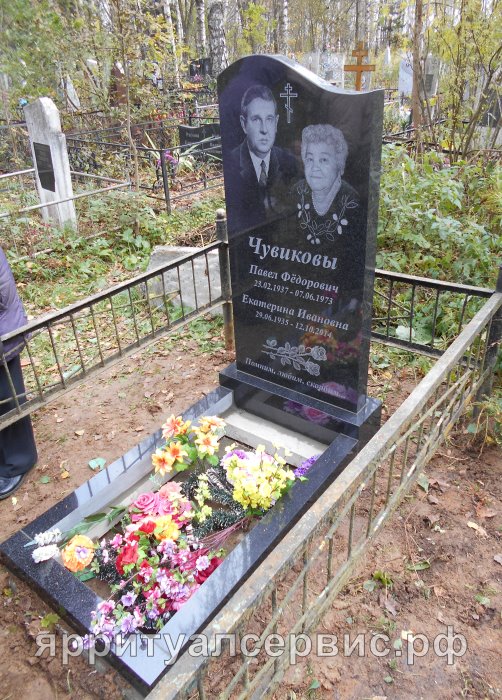 Чувиковы
Павел Фёдорович
23.02.1937 - 07.06.1973
Екатерина Ивановна
29.06.1935 - 12.10.2014
Помним, любим, скорбим...
ярритуалсервис.рф